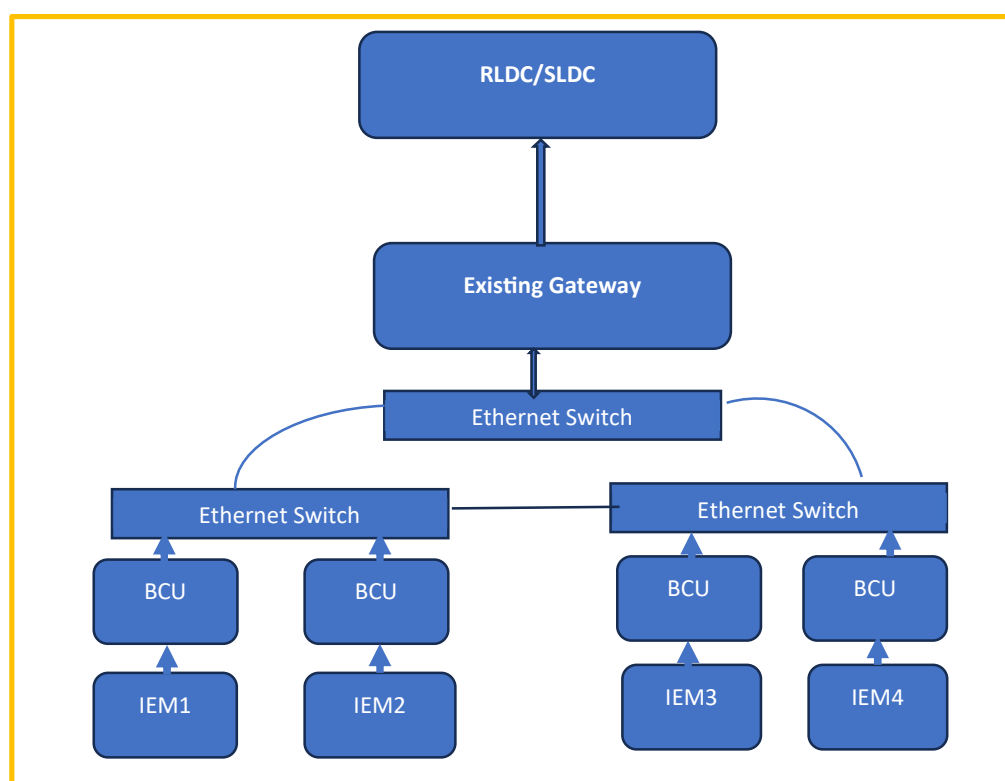 RLDC/SLDC
Existing Gateway
Ethernet Switch
Ethernet Switch
Ethernet Switch
BCU
BCU
BCU
BCU
IEM1
IEM2
IEM3
IEM4